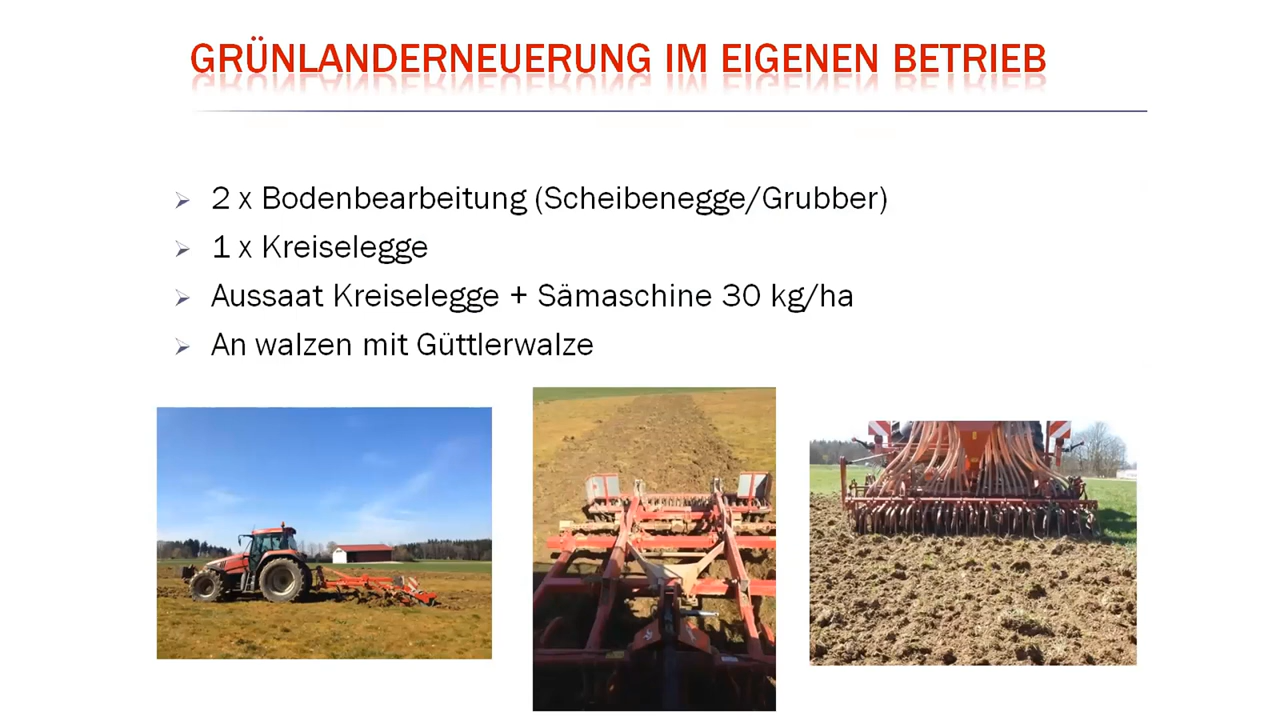 GRÜNLANDERNEUERUNG IM EIGENEN BETRIEB
2 x Bodenbearbeitung (Scheibenegge/Grubber)
1 x Kreiselegge
Aussaat Kreiselegge + Sämaschine 30 kg/ha
An walzen mit Güttlerwalze